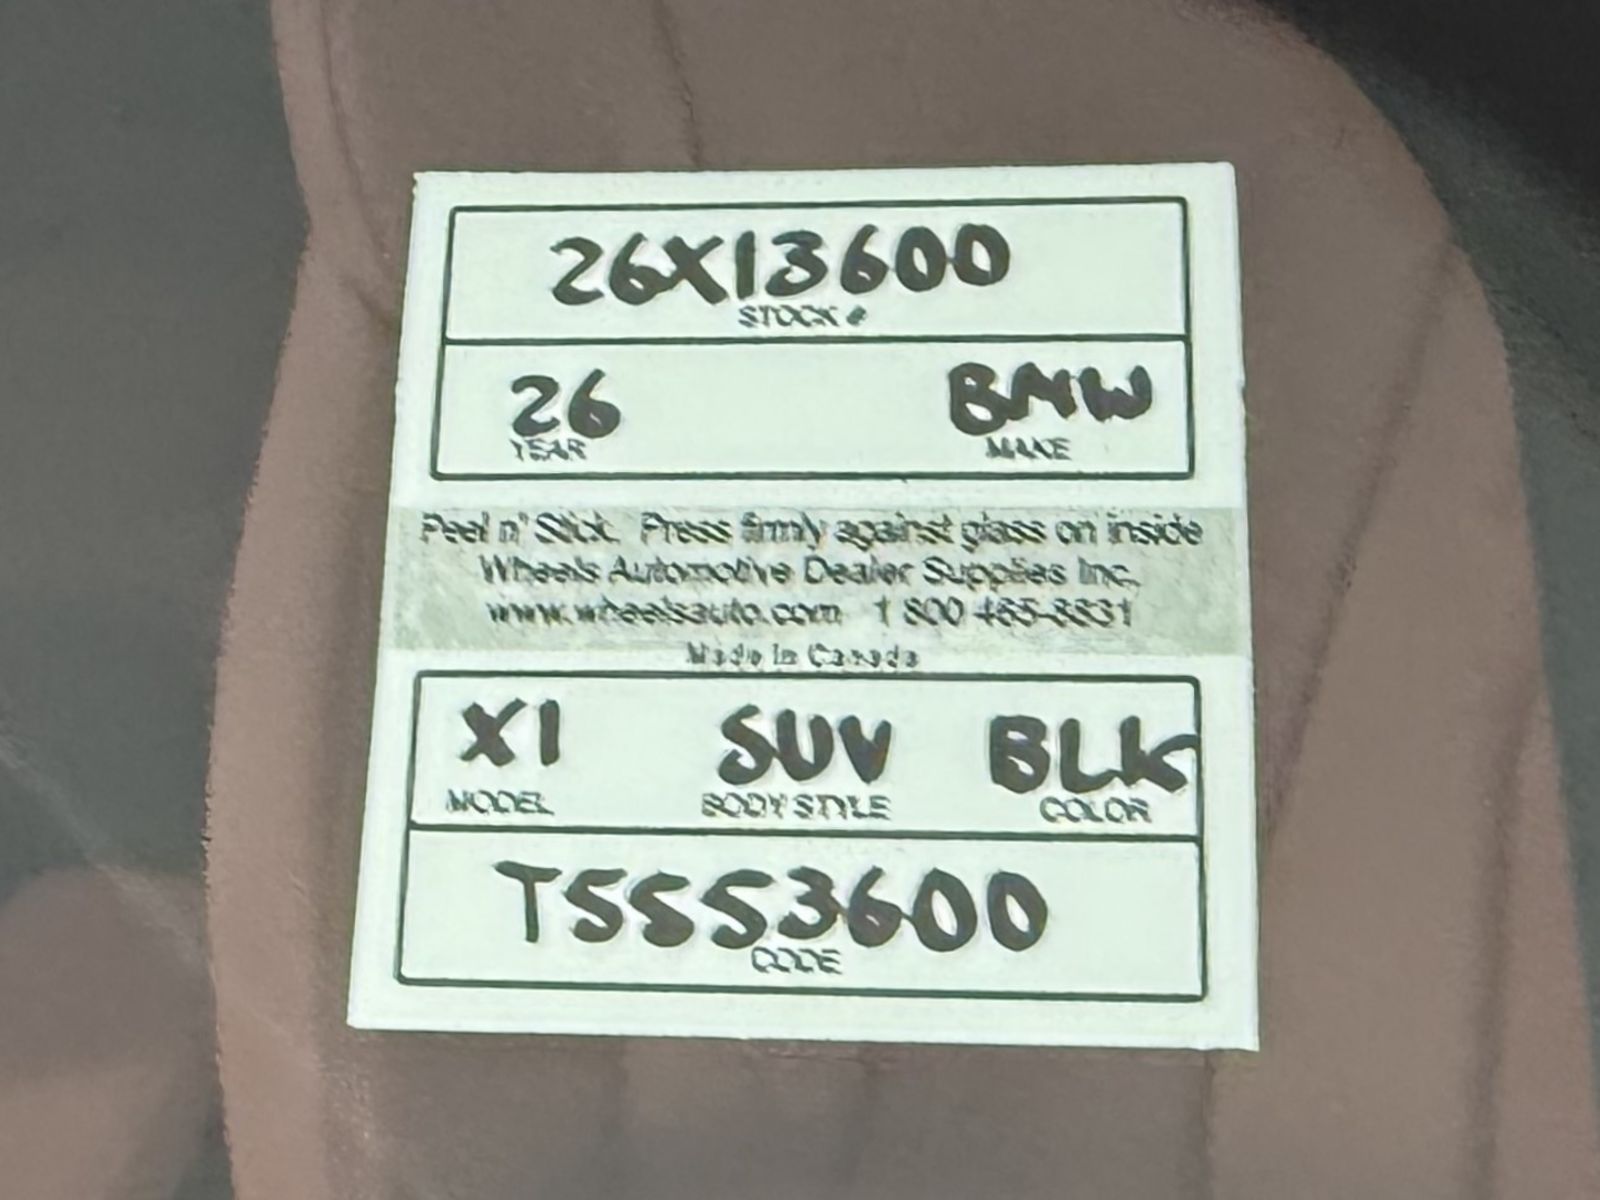 26X13600
STOCK #
26 BMW
YEAR MAKE
Peel n' Stick. Press firmly against glass on inside
Wheels Automotive Dealer Supplies Inc.
www.wheelsauto.com 1 800 465-8831
Made In Canada
X1 SUV BLK
MODEL BODY STYLE COLOR
T5553600
CODE